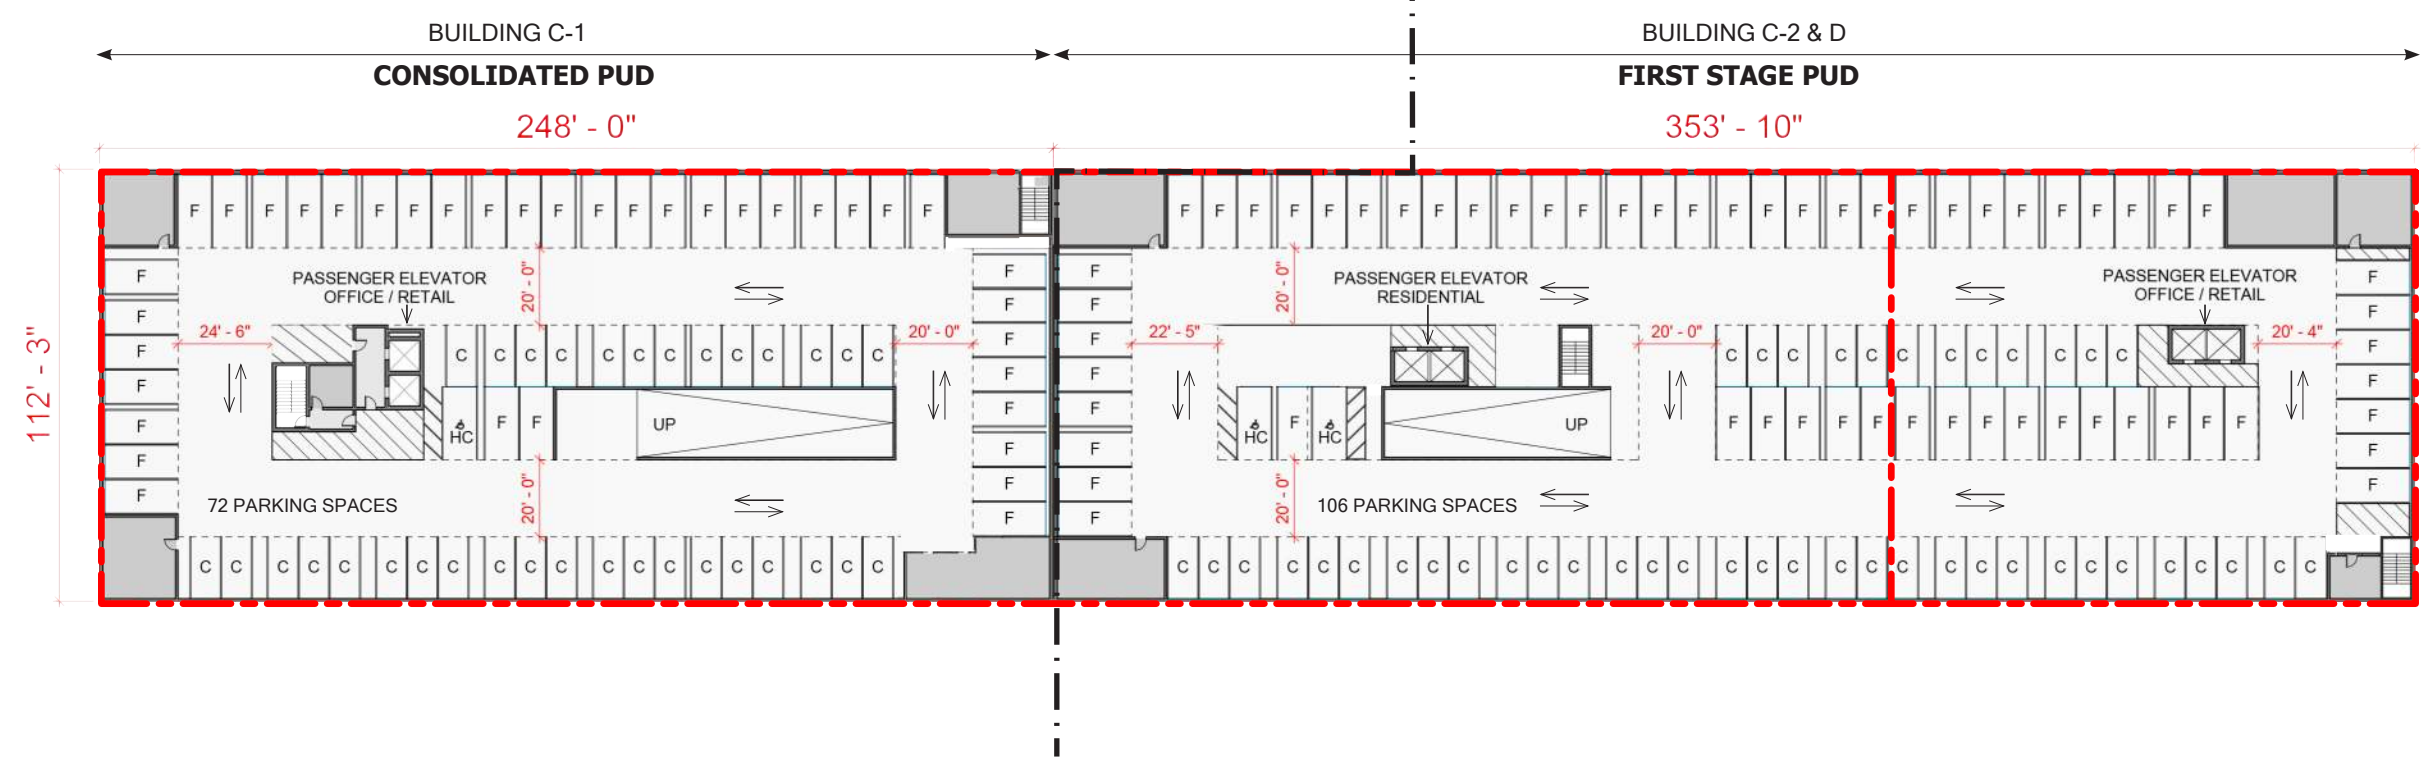 BUILDING C-1
BUILDING C-2 & D
CONSOLIDATED PUD
FIRST STAGE PUD
248' - 0"
353' - 10"
112' - 3"
F F F F F F F F F F F F F F F F F F F F F
F F F F F F F F F F F F F F F F F F F F F F F F F F F F F
F
F
F
F
F
F
F
PASSENGER ELEVATOR
OFFICE / RETAIL
20' - 0"
24' - 6"
C C C C C C C C C C C C C
20' - 0"
HC F F
UP
72 PARKING SPACES
20' - 0"
F
F
F
F
F
F
F
F
C C C C C C C C C C C C C C C C C C C C
F
F
F
F
F
F
F
F
20' - 0"
PASSENGER ELEVATOR
RESIDENTIAL
PASSENGER ELEVATOR
OFFICE / RETAIL
22' - 5"
20' - 0"
C C C C C C C C C C C C
20' - 4"
HC F HC
UP
F F F F F F F F F F F F F F F
F
F
F
F
F
F
F
20' - 0"
106 PARKING SPACES
C C C C C C C C C C C C C C C C C C C C C C C C C C C C C C C C